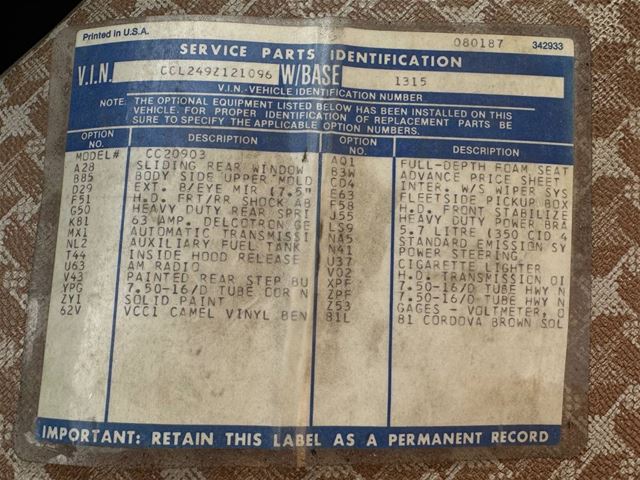 Printed in U.S.A.
080187 342933
SERVICE PARTS IDENTIFICATION
V.I.N. CCL249Z121096 W/BASE 1315
V.I.N.-VEHICLE IDENTIFICATION NUMBER
NOTE: THE OPTIONAL EQUIPMENT LISTED BELOW HAS BEEN INSTALLED ON THIS
VEHICLE. FOR PROPER IDENTIFICATION OF REPLACEMENT PARTS BE
SURE TO SPECIFY THE APPLICABLE OPTION NUMBERS.
OPTION NO. DESCRIPTION
MODEL# CC20903
A28 SLIDING REAR WINDOW
B85 BODY SIDE UPPER MOLD
D29 EXT. B/EYE MIR (7.5"
F51 H.D. FRT/RR SHOCK AB
G50 HEAVY DUTY REAR SPRI
K81 63 AMP. DELCOTRON GE
MX1 AUTOMATIC TRANSMISSI
NL2 AUXILIARY FUEL TANK
T44 INSIDE HOOD RELEASE
U63 AM RADIO
V43 PAINTED REAR STEP BU
YPG 7.50-16/D TUBE COR N
ZY1 SOLID PAINT
62V VCC1 CAMEL VINYL BEN
OPTION NO. DESCRIPTION
AQ1 FULL-DEPTH FOAM SEAT
B3W ADVANCE PRICE SHEET
CD4 INTER. W/S WIPER SYS
E63 FLEETSIDE PICKUP BOX
F58 H.D. FRONT STABILIZE
J55 HEAVY DUTY POWER BRA
LS9 5.7 LITRE (350 CID 4
NA5 STANDARD EMISSION SY
N41 POWER STEERING
U37 CIGARETTE LIGHTER
V02 H.D. TRANSMISSION OI
XPF 7.50-16/D TUBE HWY N
ZPF 7.50-16/D TUBE HWY N
Z53 GAGES - VOLTMETER, O
81L 81 CORDOVA BROWN SOL
IMPORTANT: RETAIN THIS LABEL AS A PERMANENT RECORD